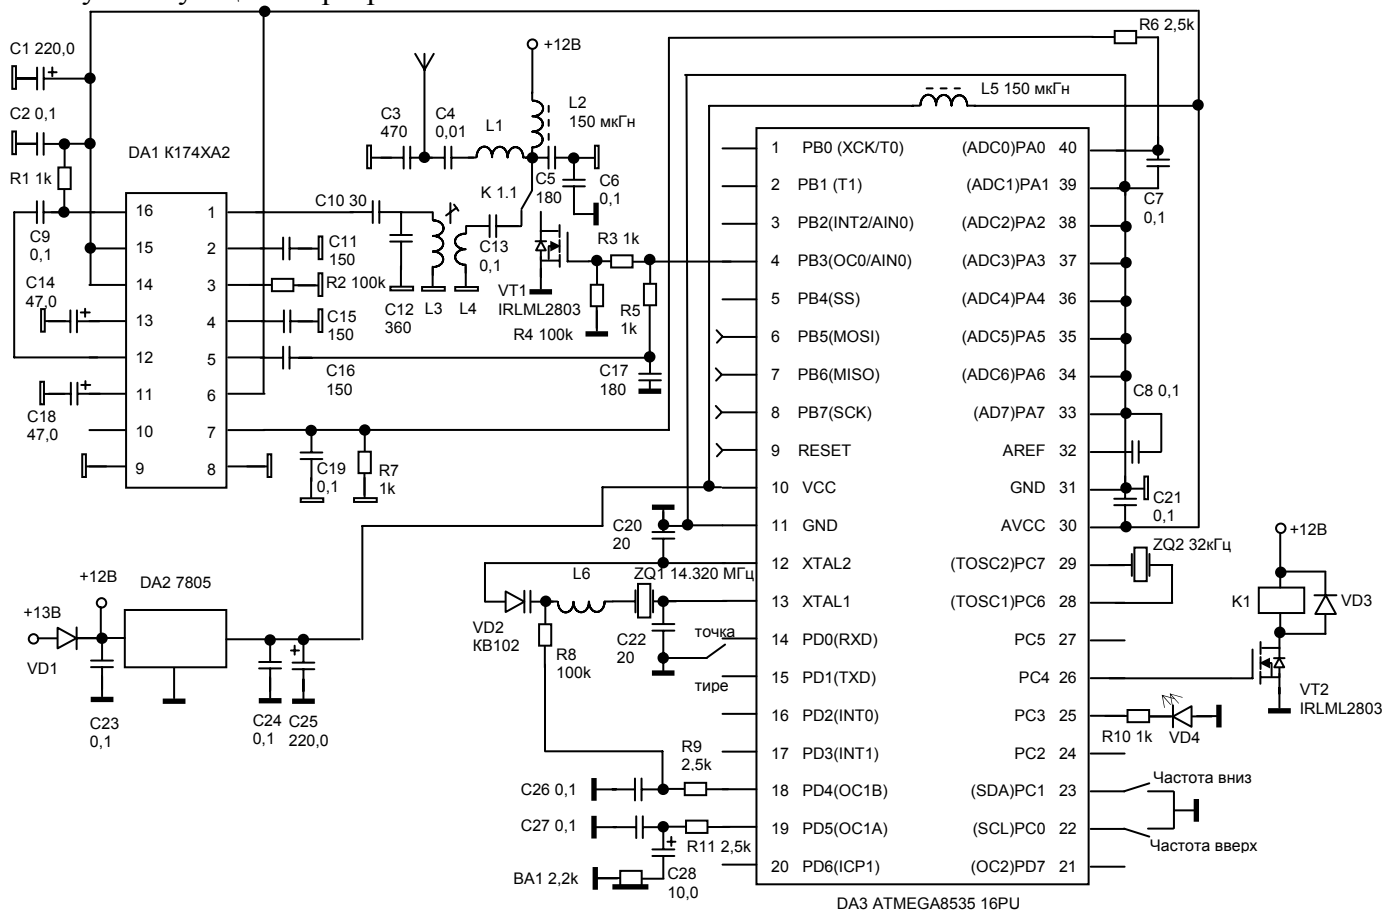 R6 2,5k
C1 220,0
+
+12В
L5 150 мкГн
C2 0,1
C3
470
C4
0,01
L1
L2
150 мкГн
DA1 К174ХА2
R1 1k
C9
0,1
C10 30
K 1.1
C5
180
C6
0,1
C7
0,1
16 1
15 2
14 3
13 4
12 5
11 6
10 7
9 8
C11
150
R2 100k
C12
360
L3
L4
C13
0,1
C14
47,0
+
C15
150
C16
150
VT1
IRLML2803
R3 1k
R4 100k
R5
1k
C17
180
C18
47,0
+
C19
0,1
R7
1k
1 PB0 (XCK/T0) (ADC0)PA0 40
2 PB1 (T1) (ADC1)PA1 39
3 PB2(INT2/AIN0) (ADC2)PA2 38
4 PB3(OC0/AIN0) (ADC3)PA3 37
5 PB4(SS) (ADC4)PA4 36
6 PB5(MOSI) (ADC5)PA5 35
7 PB6(MISO) (ADC6)PA6 34
8 PB7(SCK) (AD7)PA7 33
9 RESET AREF 32
10 VCC GND 31
11 GND AVCC 30
12 XTAL2 (TOSC2)PC7 29
13 XTAL1 (TOSC1)PC6 28
14 PD0(RXD) PC5 27
15 PD1(TXD) PC4 26
16 PD2(INT0) PC3 25
17 PD3(INT1) PC2 24
18 PD4(OC1B) (SDA)PC1 23
19 PD5(OC1A) (SCL)PC0 22
20 PD6(ICP1) (OC2)PD7 21
C8 0,1
C21
0,1
C20
20
ZQ2 32кГц
+12В
K1
VD3
VT2
IRLML2803
+12В
DA2 7805
+13В
VD1
C23
0,1
C24
0,1
+
C25
220,0
L6
ZQ1 14.320 МГц
VD2
КВ102
R8
100k
C22
20
точка
тире
R10 1k
VD4
R9
2,5k
C26 0,1
C27 0,1
R11 2,5k
+
BA1 2,2k
C28
10,0
Частота вниз
Частота вверх
DA3 ATMEGA8535 16PU